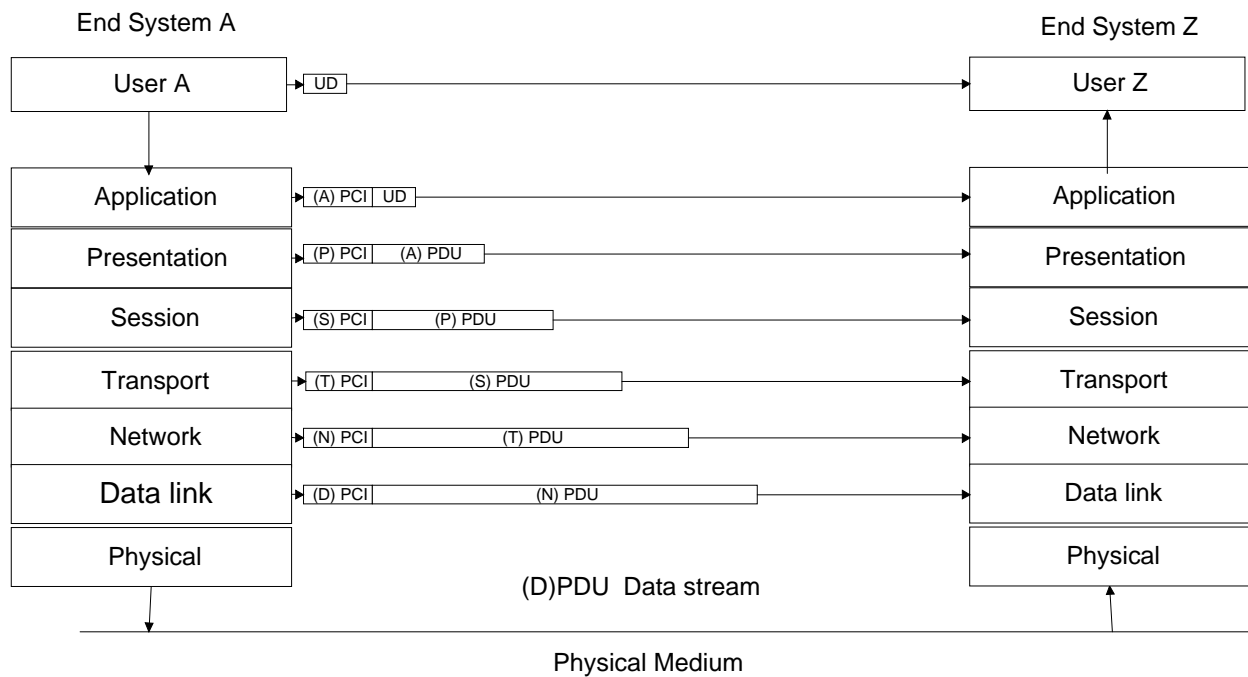 End System A
End System Z
User A
UD
User Z
Application
(A) PCI UD
Application
Presentation
(P) PCI (A) PDU
Presentation
Session
(S) PCI (P) PDU
Session
Transport
(T) PCI (S) PDU
Transport
Network
(N) PCI (T) PDU
Network
Data link
(D) PCI (N) PDU
Data link
Physical
Physical
(D)PDU Data stream
Physical Medium